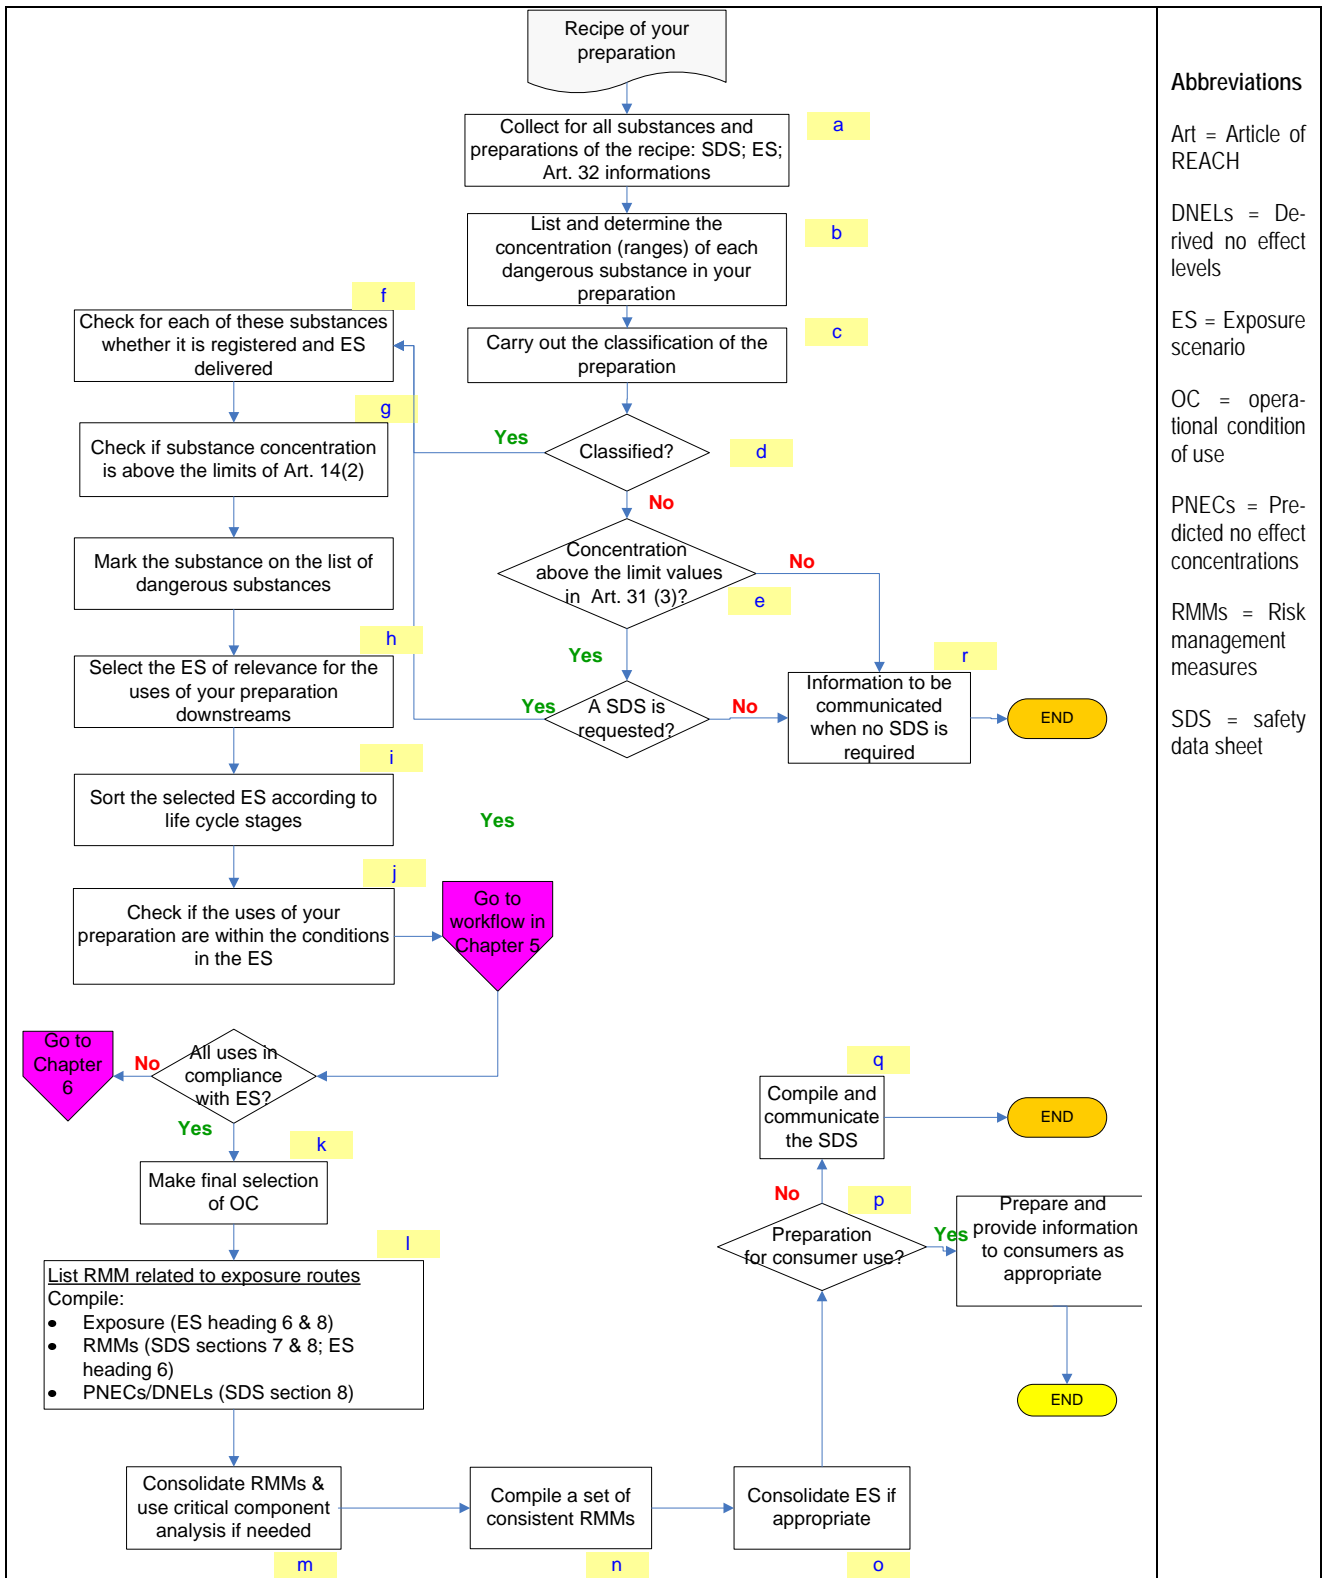 Recipe of your
preparation
Collect for all substances and
preparations of the recipe: SDS; ES;
Art. 32 informations
a
List and determine the
concentration (ranges) of each
dangerous substance in your
preparation
b
Carry out the classification of the
preparation
c
Classified?
d
Yes
No
Concentration
above the limit values
in Art. 31 (3)?
e
No
Yes
A SDS is
requested?
Yes
No
r
Information to be
communicated
when no SDS is
required
END
f
Check for each of these substances
whether it is registered and ES
delivered
g
Check if substance concentration
is above the limits of Art. 14(2)
Mark the substance on the list of
dangerous substances
h
Select the ES of relevance for the
uses of your preparation
downstreams
i
Sort the selected ES according to
life cycle stages
Yes
j
Check if the uses of your
preparation are within the conditions
in the ES
Go to
workflow in
Chapter 5
All uses in
compliance
with ES?
No
Go to
Chapter
6
Yes
k
Make final selection
of OC
l
List RMM related to exposure routes
Compile:
• Exposure (ES heading 6 & 8)
• RMMs (SDS sections 7 & 8; ES
heading 6)
• PNECs/DNELs (SDS section 8)
Consolidate RMMs &
use critical component
analysis if needed
m
Compile a set of
consistent RMMs
n
Consolidate ES if
appropriate
o
Preparation
for consumer use?
p
No
Yes
q
Compile and
communicate
the SDS
END
Prepare and
provide information
to consumers as
appropriate
END
Abbreviations
Art = Article of
REACH
DNELs = De-
rived no effect
levels
ES = Exposure
scenario
OC = opera-
tional condition
of use
PNECs = Pre-
dicted no effect
concentrations
RMMs = Risk
management
measures
SDS = safety
data sheet